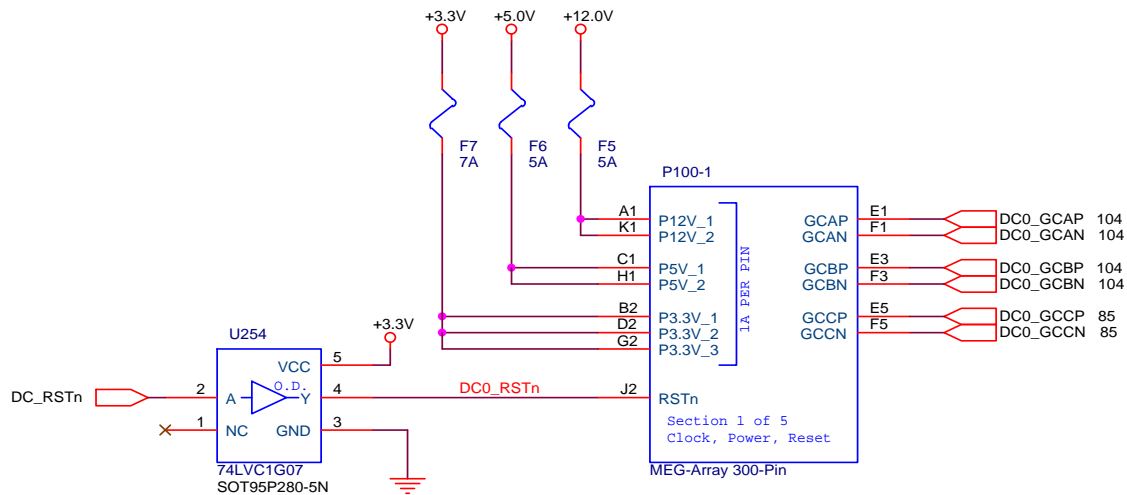 +3.3V
+5.0V
+12.0V
F7
7A
F6
5A
F5
5A
P100-1
A1
K1
C1
H1
B2
D2
G2
J2
P12V_1
P12V_2
P5V_1
P5V_2
P3.3V_1
P3.3V_2
P3.3V_3
RSTn
1A PER PIN
GCAP
GCAN
GCBP
GCBN
GCCP
GCCN
E1
F1
E3
F3
E5
F5
DC0_GCAP 104
DC0_GCAN 104
DC0_GCBP 104
DC0_GCBN 104
DC0_GCCP 85
DC0_GCCN 85
Section 1 of 5
Clock, Power, Reset
MEG-Array 300-Pin
U254
+3.3V
VCC
5
DC_RSTn
2
A
O.D.
Y
4
DC0_RSTn
1
NC
GND
3
74LVC1G07
SOT95P280-5N